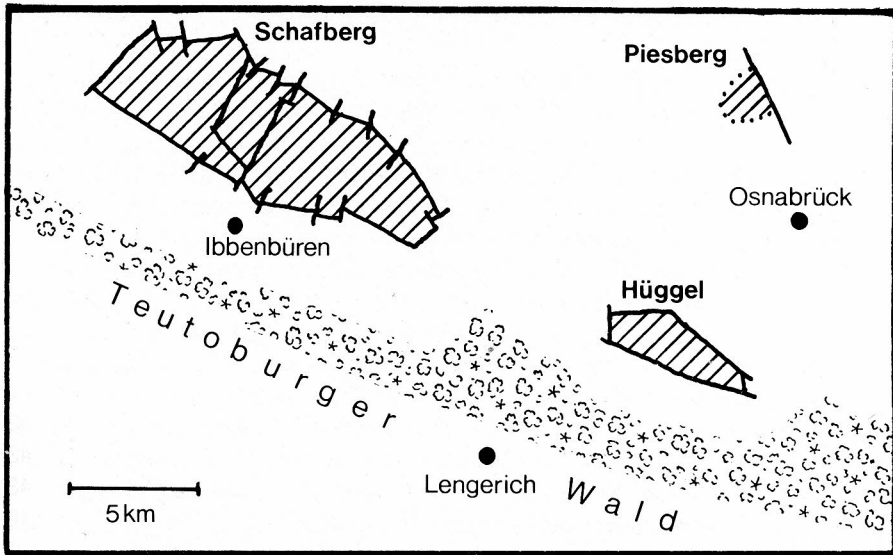 Schafberg
Piesberg
Osnabrück
Ibbenbüren
Hüggel
Teutoburger
Wald
Lengerich
5km